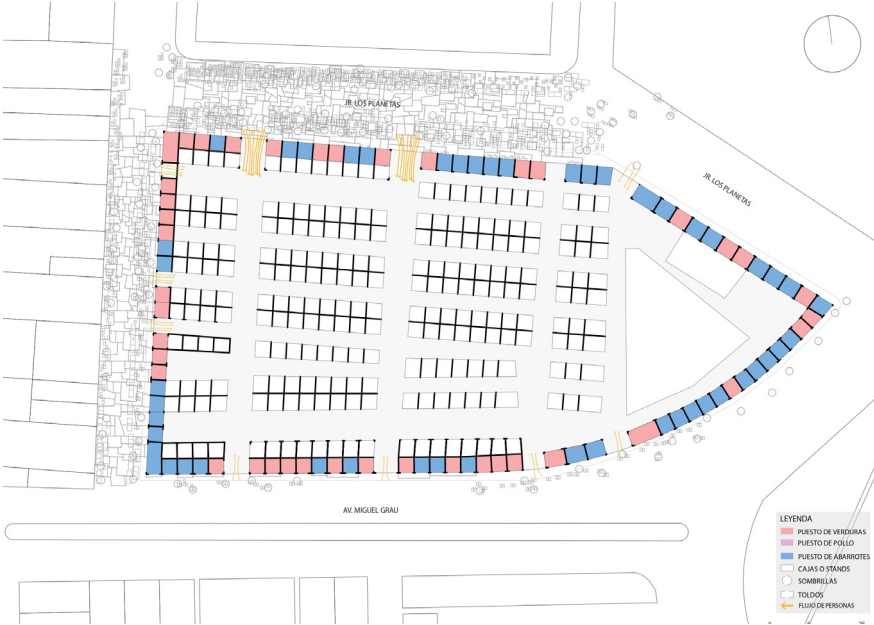 JR. LOS PLANETAS
JR. LOS PLANETAS
AV. MIGUEL GRAU
LEYENDA
PUESTO DE VERDURAS
PUESTO DE POLLO
PUESTO DE ABARROTES
CAJAS O STANDS
SOMBRILLAS
TOLDOS
FLUJO DE PERSONAS